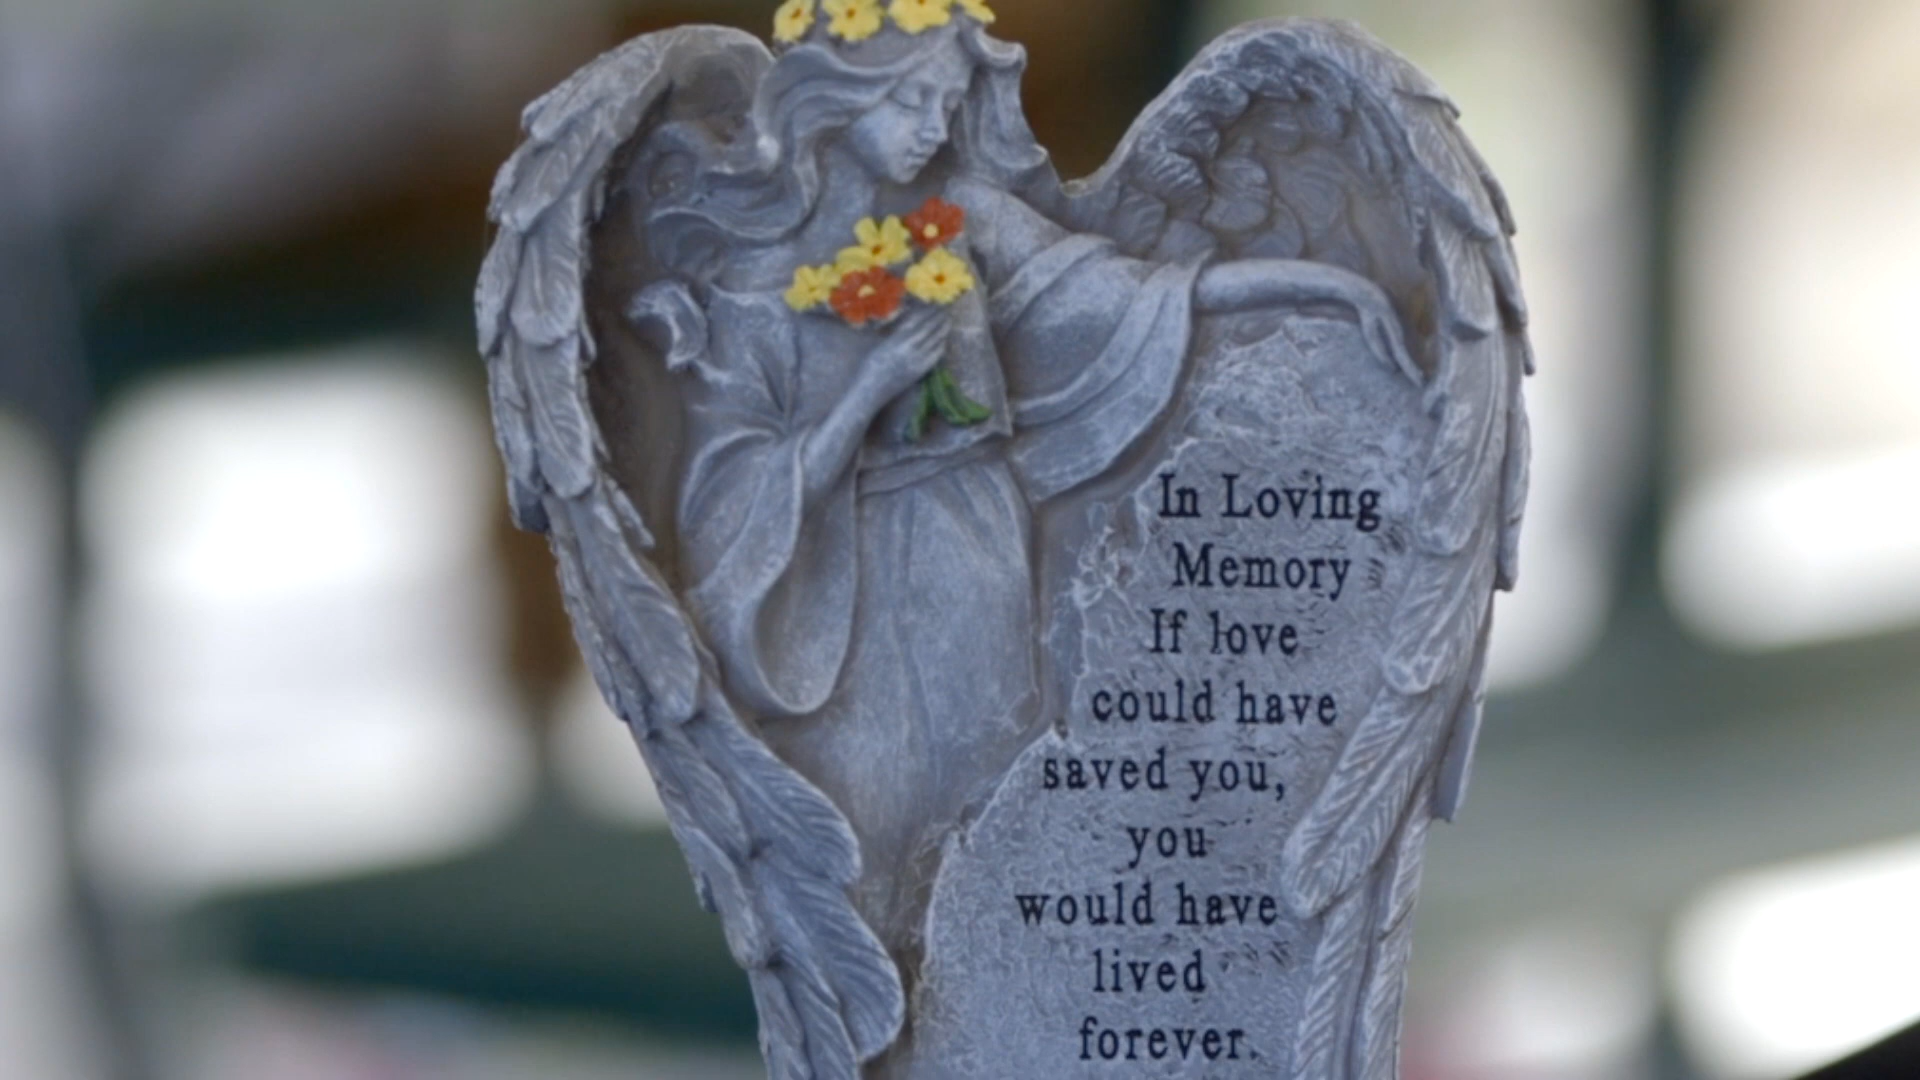 In Loving
Memory
If love
could have
saved you,
you
would have
lived
forever.